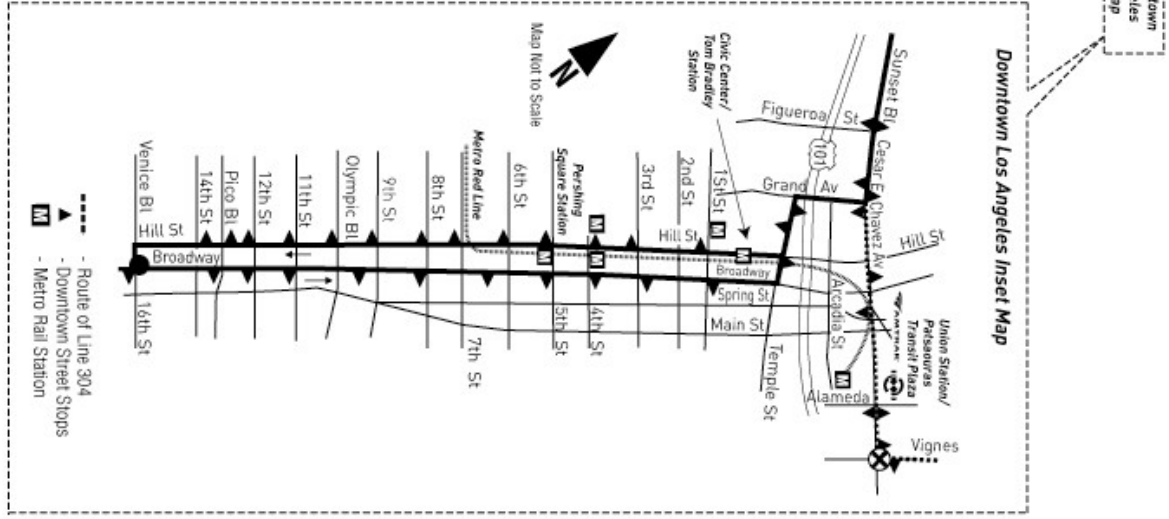 town
eles
ap
Downtown Los Angeles Inset Map
Sunset Bl
Cesar E Chavez Av
Figueroa St
101
Grand Av
Hill St
Arcadia St
Union Station/
Patsaouras
Transit Plaza
AMTRAK
M
Alameda
Vignes
Temple St
Civic Center/
Tom Bradley
Station
M
M
1St St
2nd St
3rd St
Hill St
Broadway
Spring St
Main St
M
M
4th St
Pershing
Square Station
M
5th St
6th St
Metro Red Line
7th St
8th St
9th St
Olympic Bl
11th St
12th St
Pico Bl
14th St
Venice Bl
Hill St
Broadway
16th St
N
Map Not to Scale
- Route of Line 304
- Downtown Street Stops
M - Metro Rail Station